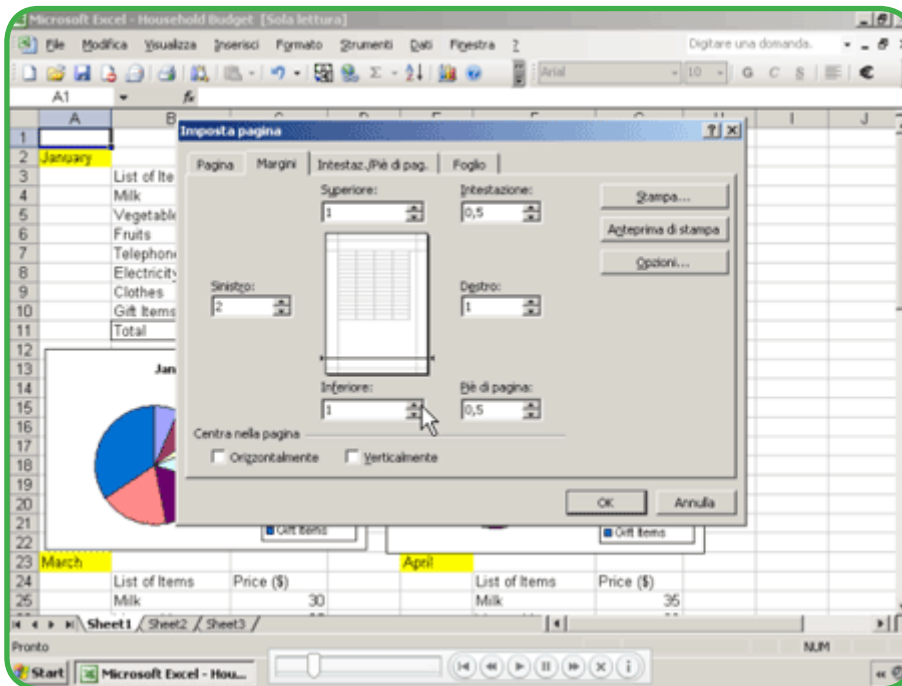 Microsoft Excel - Household Budget [Sola lettura]
File Modifica Visualizza Inserisci Formato Strumenti Dati Finestra ? Digitare una domanda.
Arial 10 G C S €
A1 fx
A B C D E F G H I J
1
2 January
3 List of Ite
4 Milk
5 Vegetabl
6 Fruits
7 Telephon
8 Electricity
9 Clothes
10 Gift Items
11 Total
12
13 Jan
14
15
16
17
18
19
20
21 Gift Items Gift Items
22
23 March April
24 List of Items Price ($) List of Items Price ($)
25 Milk 30 Milk 35
Imposta pagina
Pagina Margini Intestaz./Piè di pag. Foglio
Superiore: Intestazione:
1 0,5
Stampa...
Anteprima di stampa
Opzioni...
Sinistro: Destro:
2 1
Inferiore: Piè di pagina:
1 0,5
Centra nella pagina
Orizzontalmente Verticalmente
OK Annulla
Sheet1 Sheet2 Sheet3
Pronto NUM
Start Microsoft Excel - Hou...